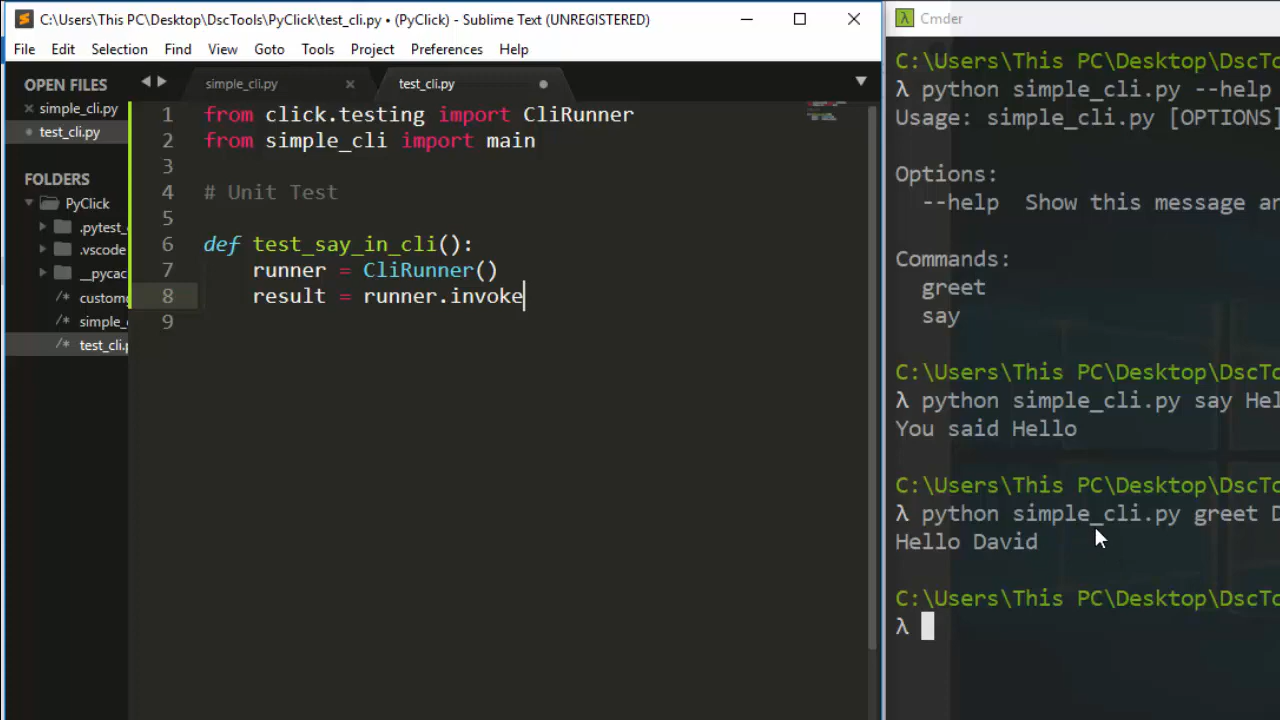 C:\Users\This PC\Desktop\DscTools\PyClick\test_cli.py • (PyClick) - Sublime Text (UNREGISTERED)
File Edit Selection Find View Goto Tools Project Preferences Help
OPEN FILES
simple_cli.py
test_cli.py
FOLDERS
PyClick
.pytest_
.vscode
__pycac
/* custom
/* simple_
/* test_cli.p
simple_cli.py × test_cli.py
1 from click.testing import CliRunner
2 from simple_cli import main
3
4 # Unit Test
5
6 def test_say_in_cli():
7 runner = CliRunner()
8 result = runner.invoke
9
λ Cmder
C:\Users\This PC\Desktop\DscTo
λ python simple_cli.py --help
Usage: simple_cli.py [OPTIONS]
Options:
--help Show this message an
Commands:
greet
say
C:\Users\This PC\Desktop\DscTo
λ python simple_cli.py say Hel
You said Hello
C:\Users\This PC\Desktop\DscTo
λ python simple_cli.py greet D
Hello David
C:\Users\This PC\Desktop\DscTo
λ